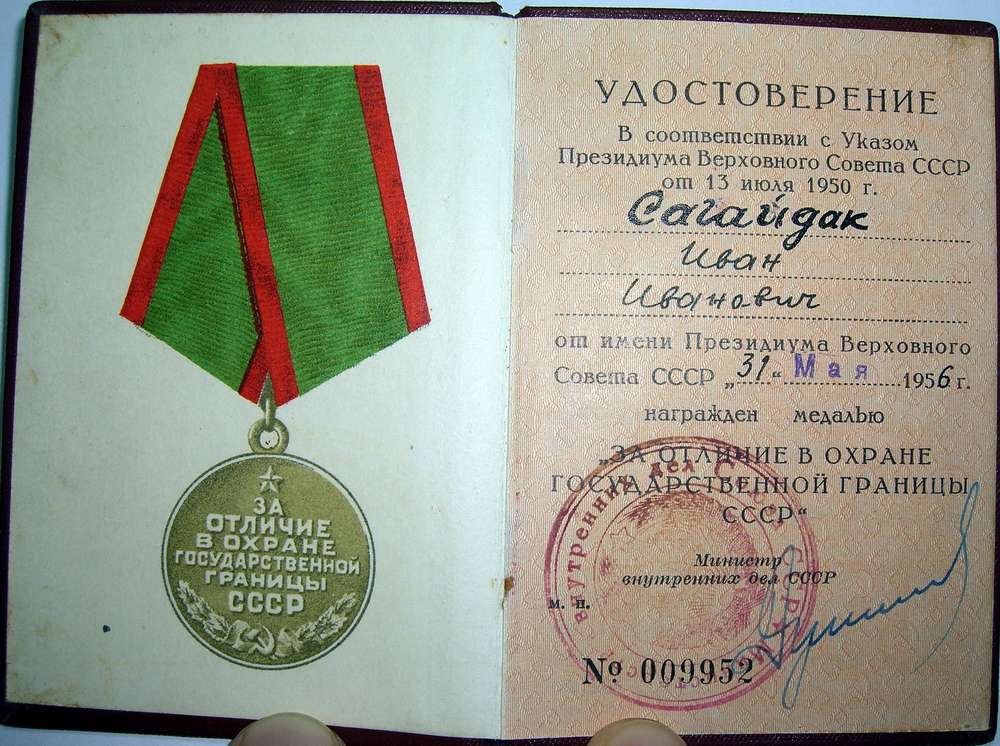 ЗА
ОТЛИЧИЕ
В ОХРАНЕ
ГОСУДАРСТВЕННОЙ
ГРАНИЦЫ
СССР
УДОСТОВЕРЕНИЕ
В соответствии с Указом
Президиума Верховного Совета СССР
от 13 июля 1950 г.
Сагайдак
Иван
Иванович
от имени Президиума Верховного
Совета СССР „31“ Мая 1956 г.
награжден медалью
„ЗА ОТЛИЧИЕ В ОХРАНЕ
ГОСУДАРСТВЕННОЙ ГРАНИЦЫ
СССР“
внутренних дел
Министр
внутренних дел СССР
м. п.
№ 009952